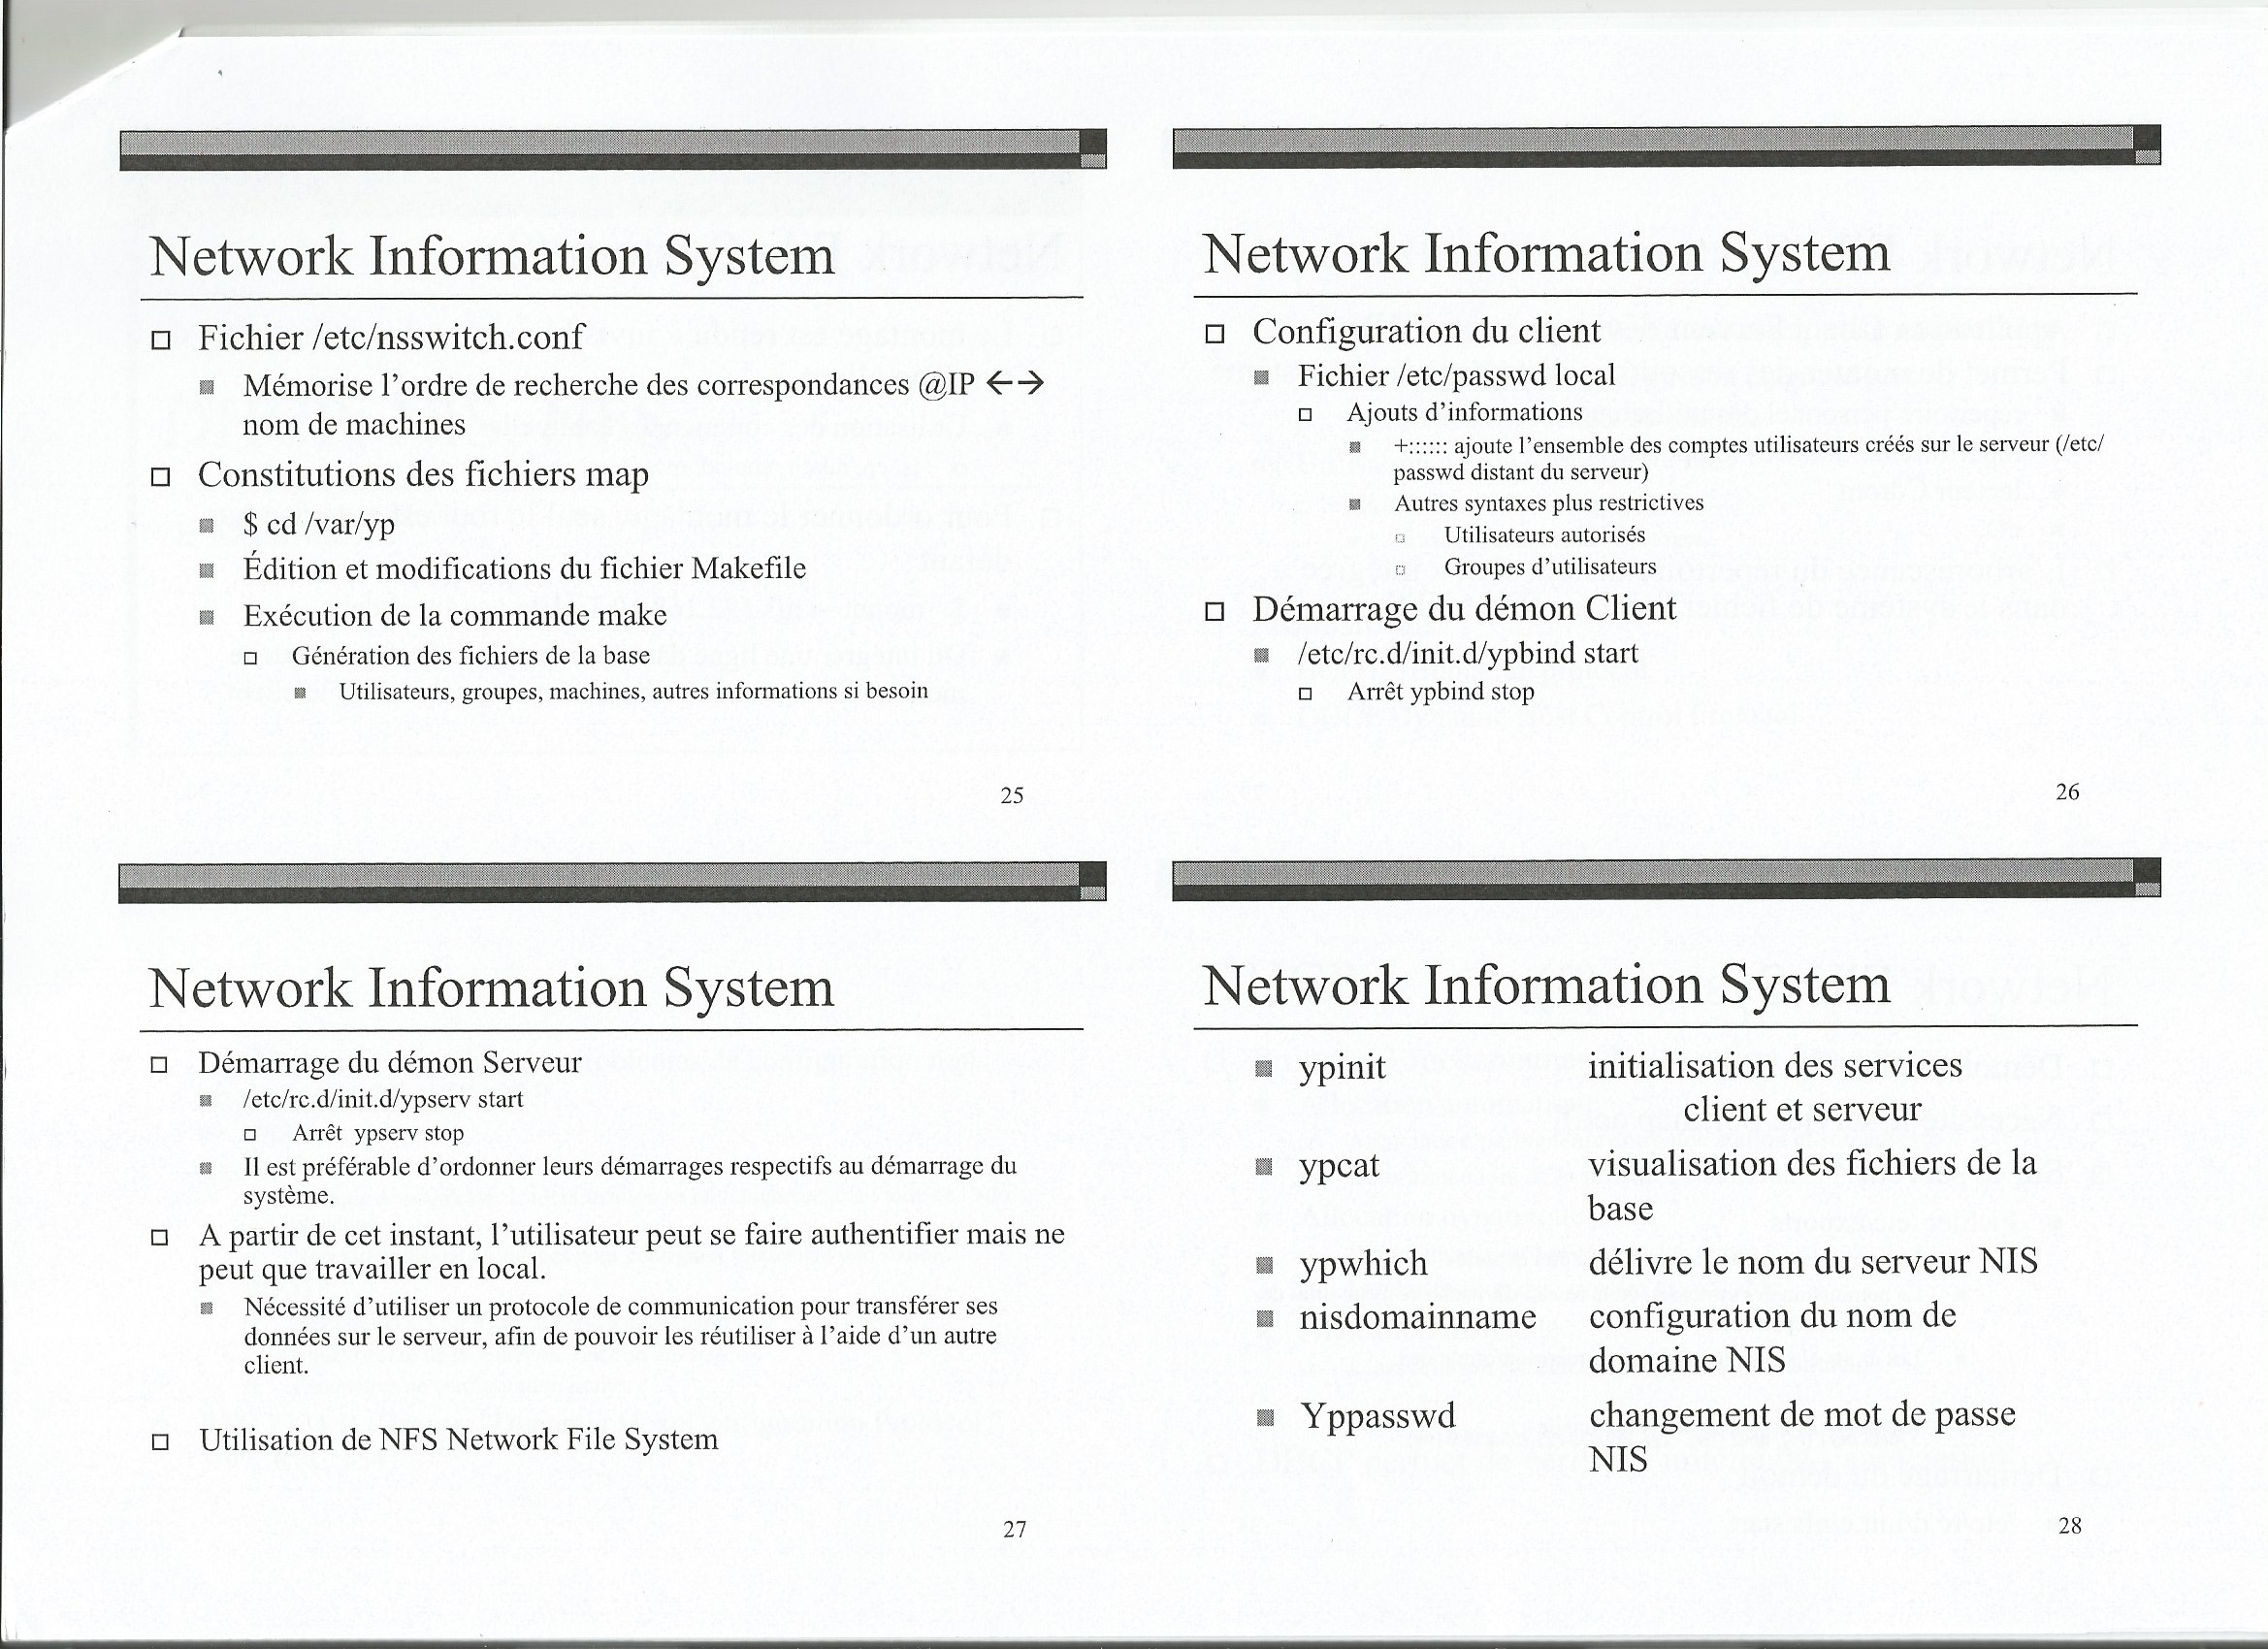 Network Information System
Fichier /etc/nsswitch.conf
Mémorise l'ordre de recherche des correspondances @IP ←→
nom de machines
Constitutions des fichiers map
$ cd /var/yp
Édition et modifications du fichier Makefile
Exécution de la commande make
Génération des fichiers de la base
Utilisateurs, groupes, machines, autres informations si besoin
25
Network Information System
Configuration du client
Fichier /etc/passwd local
Ajouts d'informations
+:::::: ajoute l'ensemble des comptes utilisateurs créés sur le serveur (/etc/
passwd distant du serveur)
Autres syntaxes plus restrictives
Utilisateurs autorisés
Groupes d'utilisateurs
Démarrage du démon Client
/etc/rc.d/init.d/ypbind start
Arrêt ypbind stop
26
Network Information System
Démarrage du démon Serveur
/etc/rc.d/init.d/ypserv start
Arrêt ypserv stop
Il est préférable d'ordonner leurs démarrages respectifs au démarrage du
système.
A partir de cet instant, l'utilisateur peut se faire authentifier mais ne
peut que travailler en local.
Nécessité d'utiliser un protocole de communication pour transférer ses
données sur le serveur, afin de pouvoir les réutiliser à l'aide d'un autre
client.
Utilisation de NFS Network File System
27
Network Information System
ypinit initialisation des services
client et serveur
ypcat visualisation des fichiers de la
base
ypwhich délivre le nom du serveur NIS
nisdomainname configuration du nom de
domaine NIS
Yppasswd changement de mot de passe
NIS
28